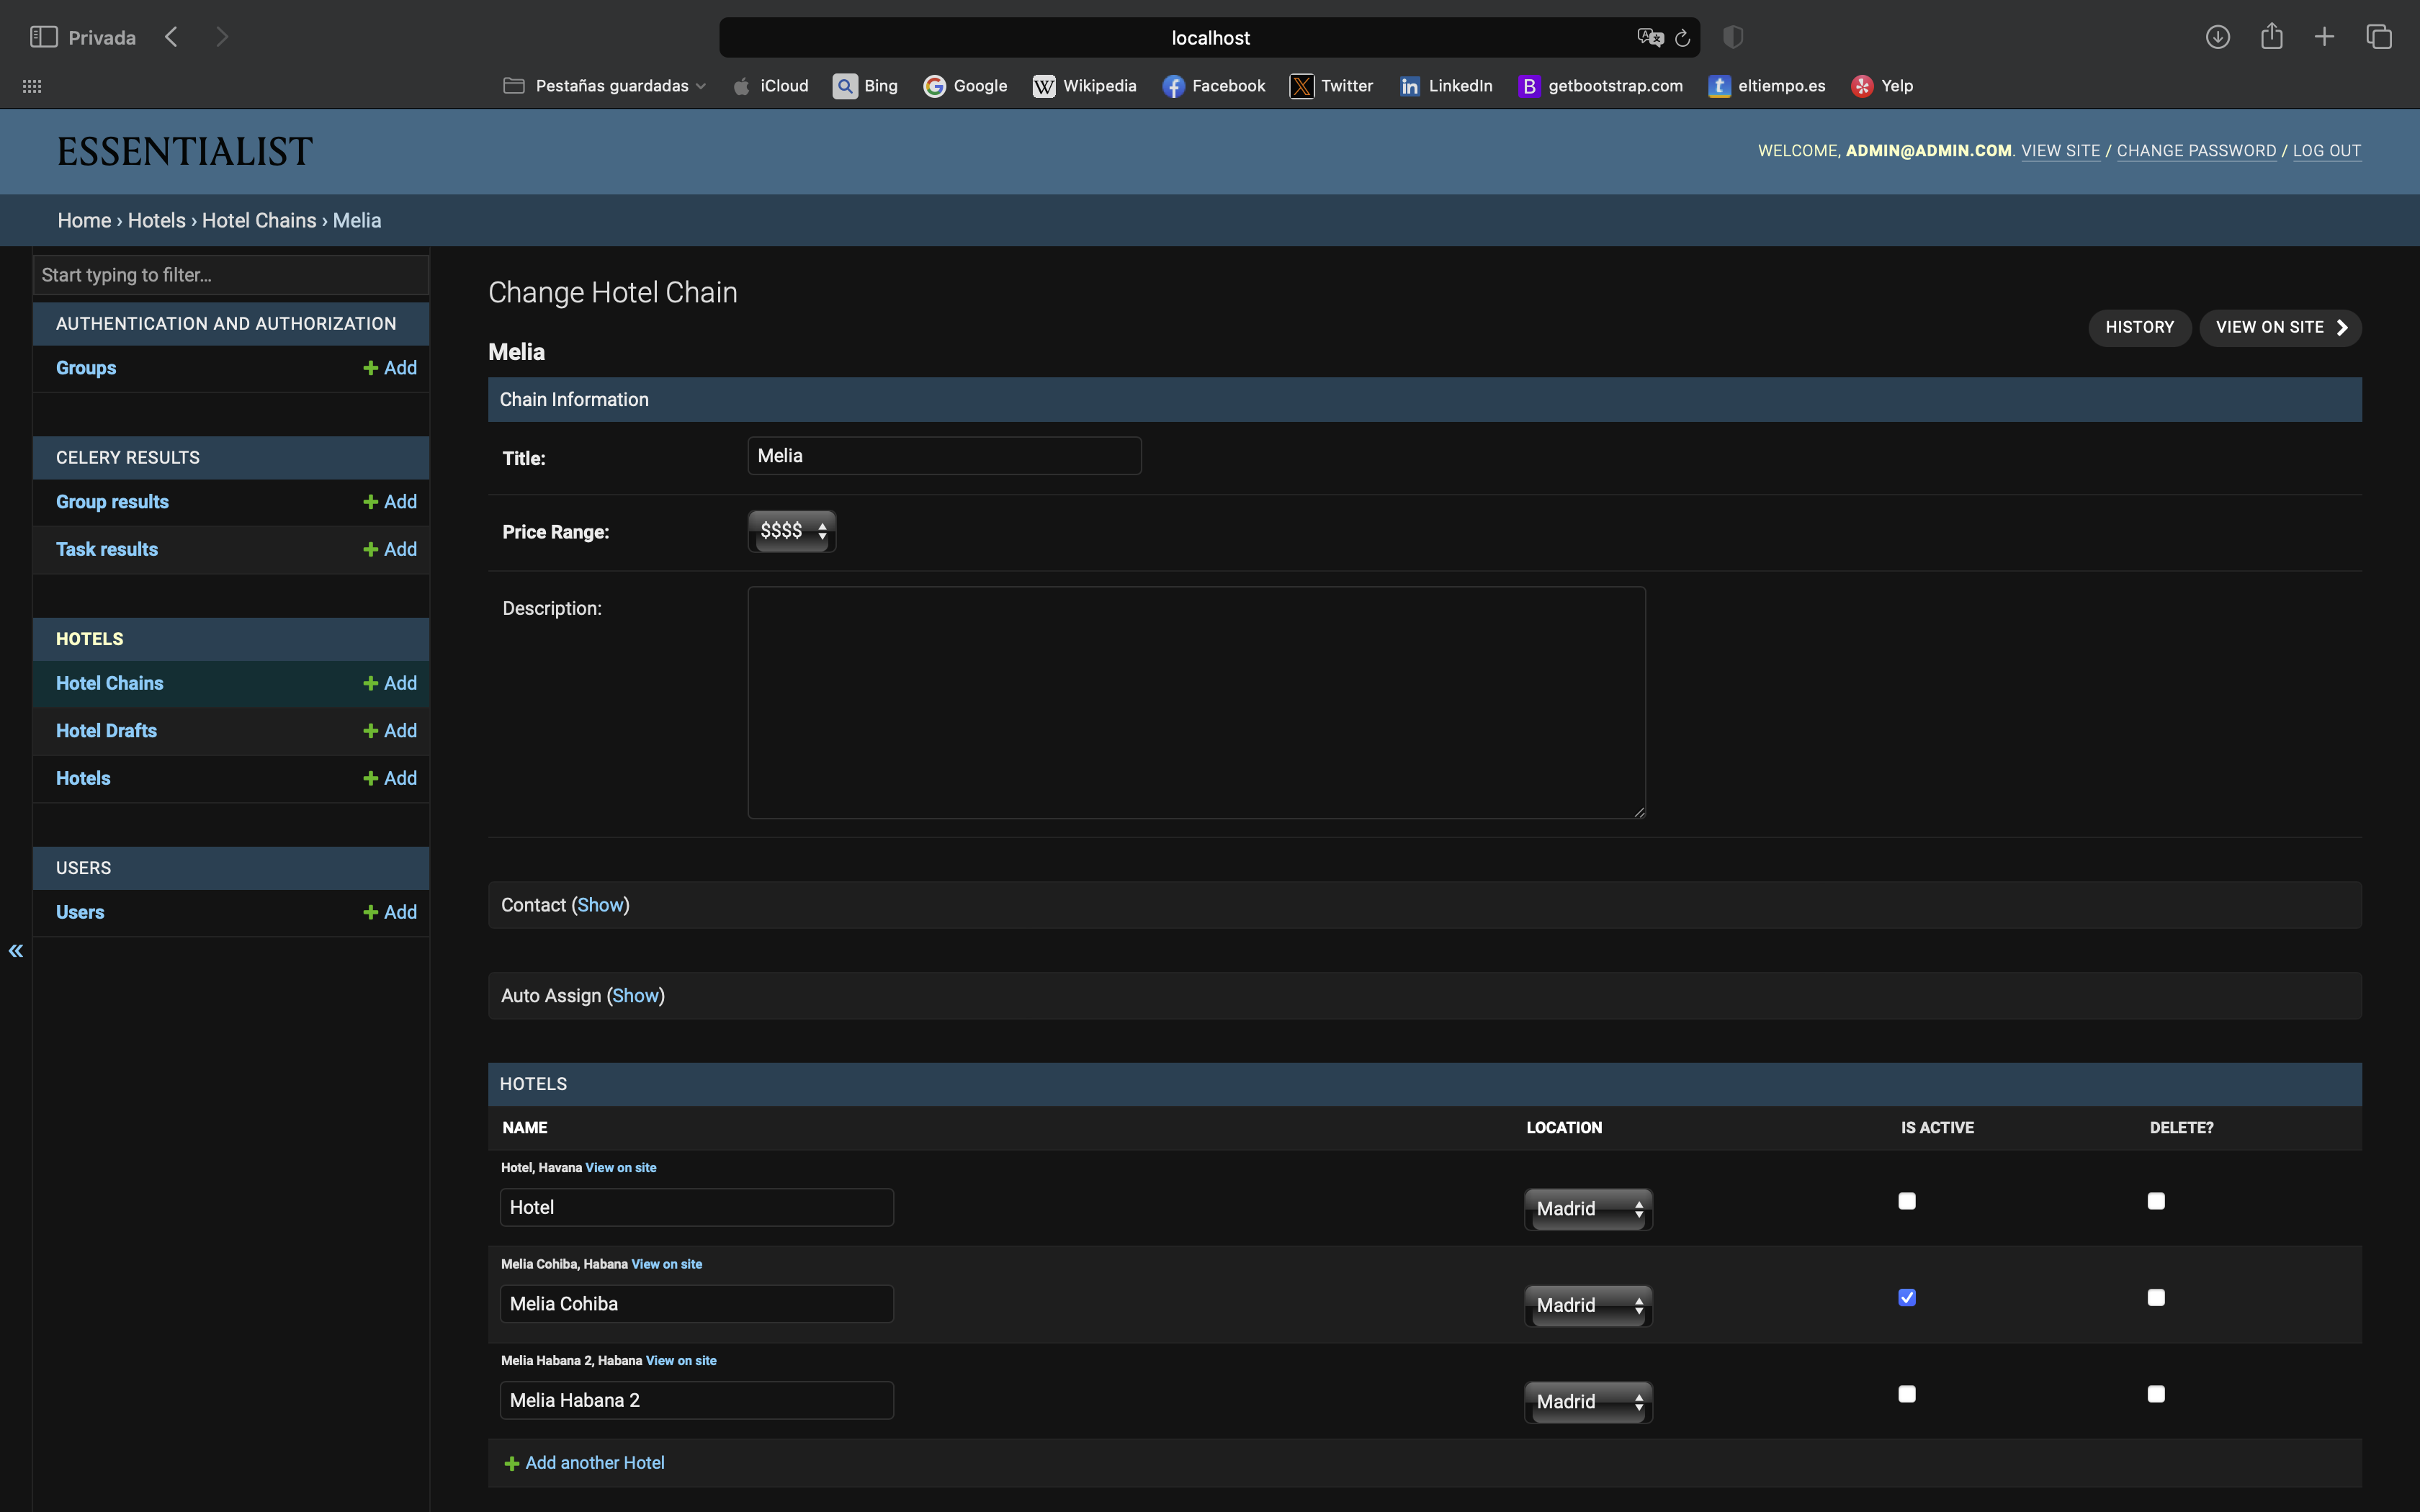 Privada
localhost
Pestañas guardadas iCloud Bing Google Wikipedia Facebook Twitter LinkedIn getbootstrap.com eltiempo.es Yelp
ESSENTIALIST
WELCOME, ADMIN@ADMIN.COM. VIEW SITE / CHANGE PASSWORD / LOG OUT
Home › Hotels › Hotel Chains › Melia
Start typing to filter...
AUTHENTICATION AND AUTHORIZATION
Groups + Add
CELERY RESULTS
Group results + Add
Task results + Add
HOTELS
Hotel Chains + Add
Hotel Drafts + Add
Hotels + Add
USERS
Users + Add
«
Change Hotel Chain
HISTORY VIEW ON SITE
Melia
Chain Information
Title: Melia
Price Range: $$$$
Description:
Contact (Show)
Auto Assign (Show)
HOTELS
NAME LOCATION IS ACTIVE DELETE?
Hotel, Havana View on site
Hotel Madrid
Melia Cohiba, Habana View on site
Melia Cohiba Madrid
Melia Habana 2, Habana View on site
Melia Habana 2 Madrid
+ Add another Hotel